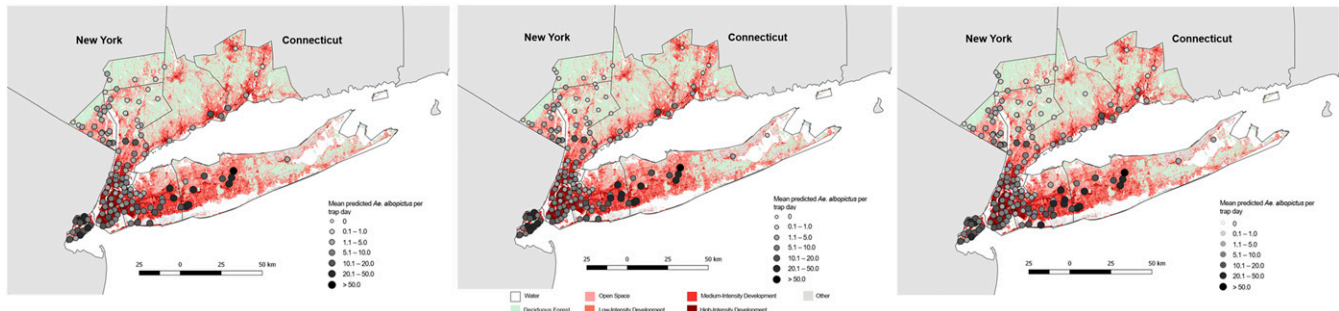 New York
Connecticut
Mean predicted Ae. albopictus per
trap day
0
0.1 – 1.0
1.1 – 5.0
5.1 – 10.0
10.1 – 20.0
20.1 – 50.0
> 50.0
25 0 25 50 km
New York
Connecticut
Mean predicted Ae. albopictus per
trap day
0
0.1 – 1.0
1.1 – 5.0
5.1 – 10.0
10.1 – 20.0
20.1 – 50.0
> 50.0
25 0 25 50 km
Water Open Space Medium-Intensity Development Other
Deciduous Forest Low-Intensity Development High-Intensity Development
New York
Connecticut
Mean predicted Ae. albopictus per
trap day
0
0.1 – 1.0
1.1 – 5.0
5.1 – 10.0
10.1 – 20.0
20.1 – 50.0
> 50.0
25 0 25 50 km